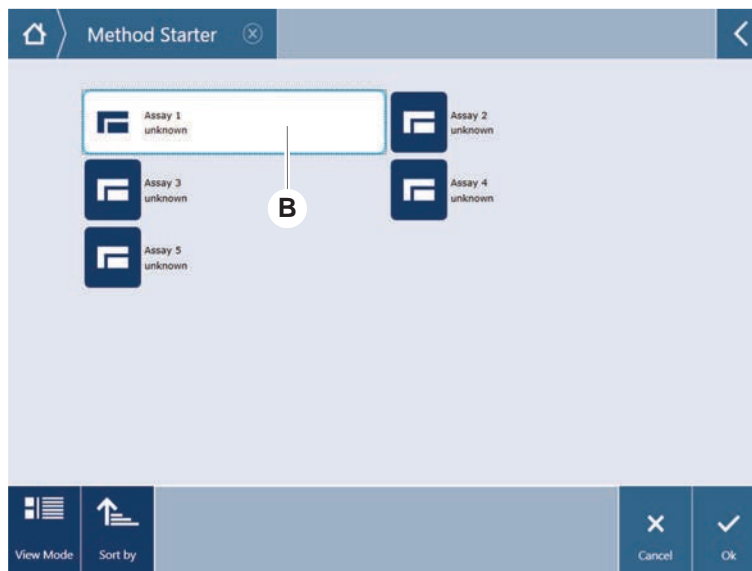 Method Starter
Assay 1
unknown
Assay 2
unknown
Assay 3
unknown
Assay 4
unknown
B
Assay 5
unknown
View Mode
Sort by
Cancel
Ok